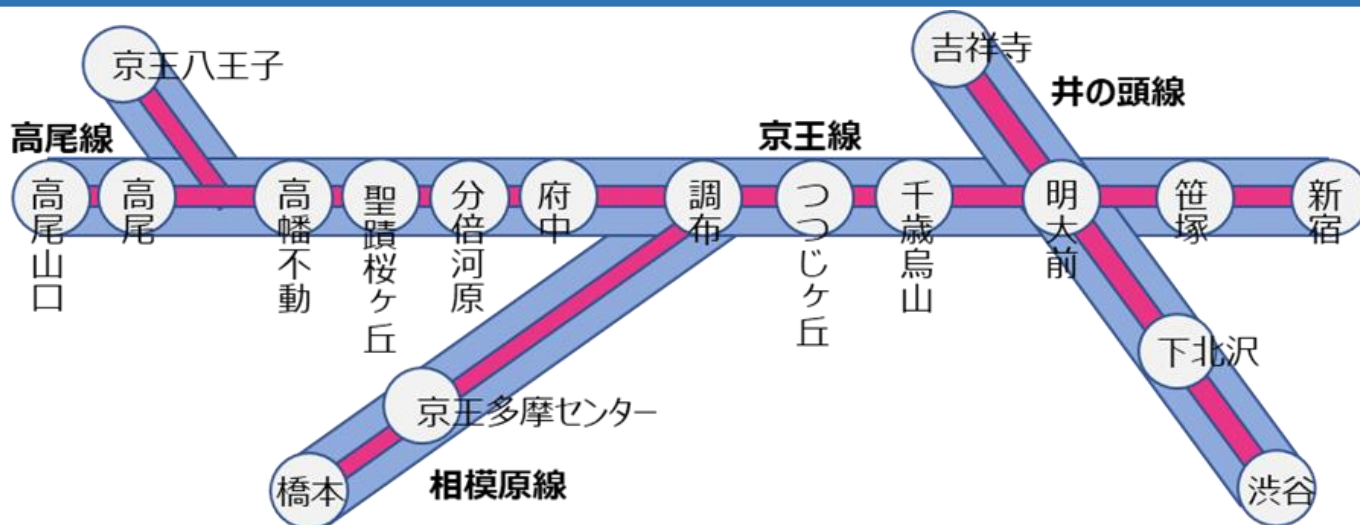 京王八王子
吉祥寺
井の頭線
高尾線
京王線
高尾山口
高尾
高幡不動
聖蹟桜ヶ丘
分倍河原
府中
調布
つつじヶ丘
千歳烏山
明大前
笹塚
新宿
下北沢
京王多摩センター
橋本
相模原線
渋谷